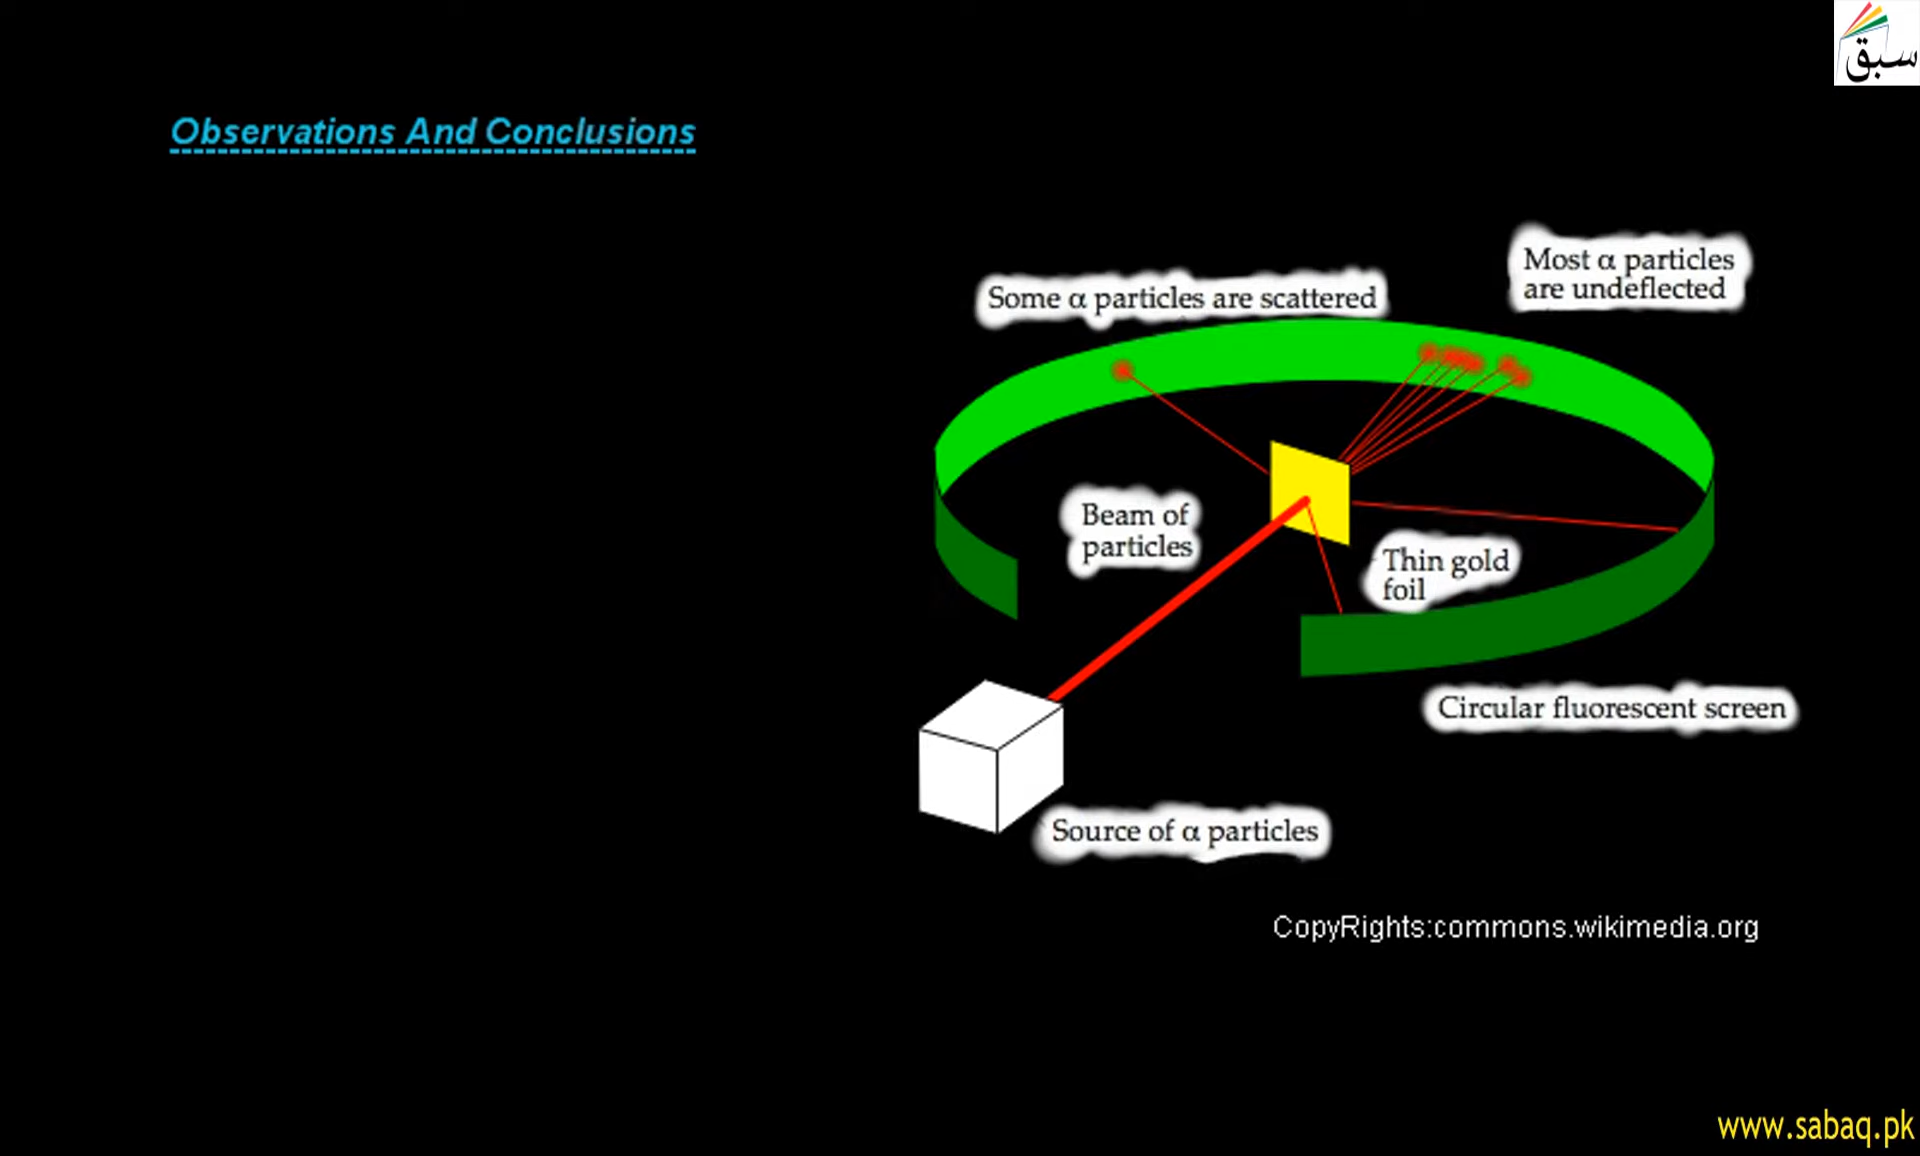 سبق
Observations And Conclusions
Most α particles
are undeflected
Some α particles are scattered
Beam of
particles
Thin gold
foil
Circular fluorescent screen
Source of α particles
CopyRights:commons.wikimedia.org
www.sabaq.pk